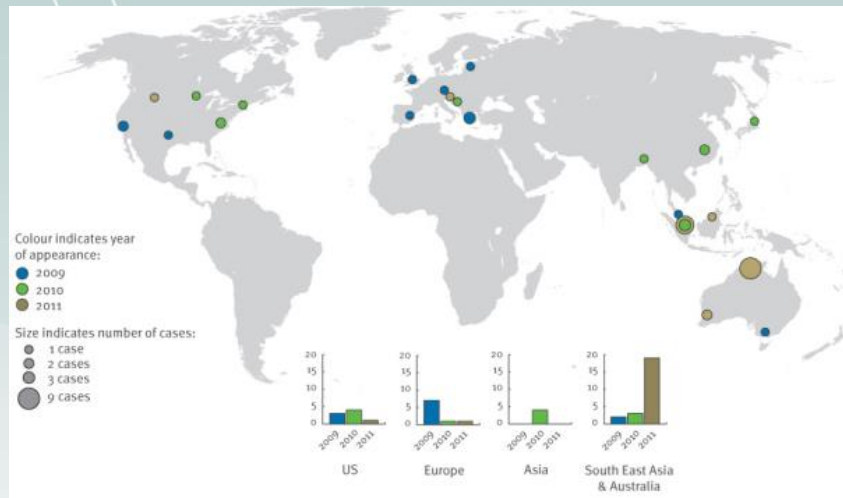 Colour indicates year
of appearance:
2009
2010
2011
Size indicates number of cases:
1 case
2 cases
3 cases
9 cases
20
15
10
5
0
2009
2010
2011
US
20
15
10
5
0
2009
2010
2011
Europe
20
15
10
5
0
2009
2010
2011
Asia
20
15
10
5
0
2009
2010
2011
South East Asia
& Australia